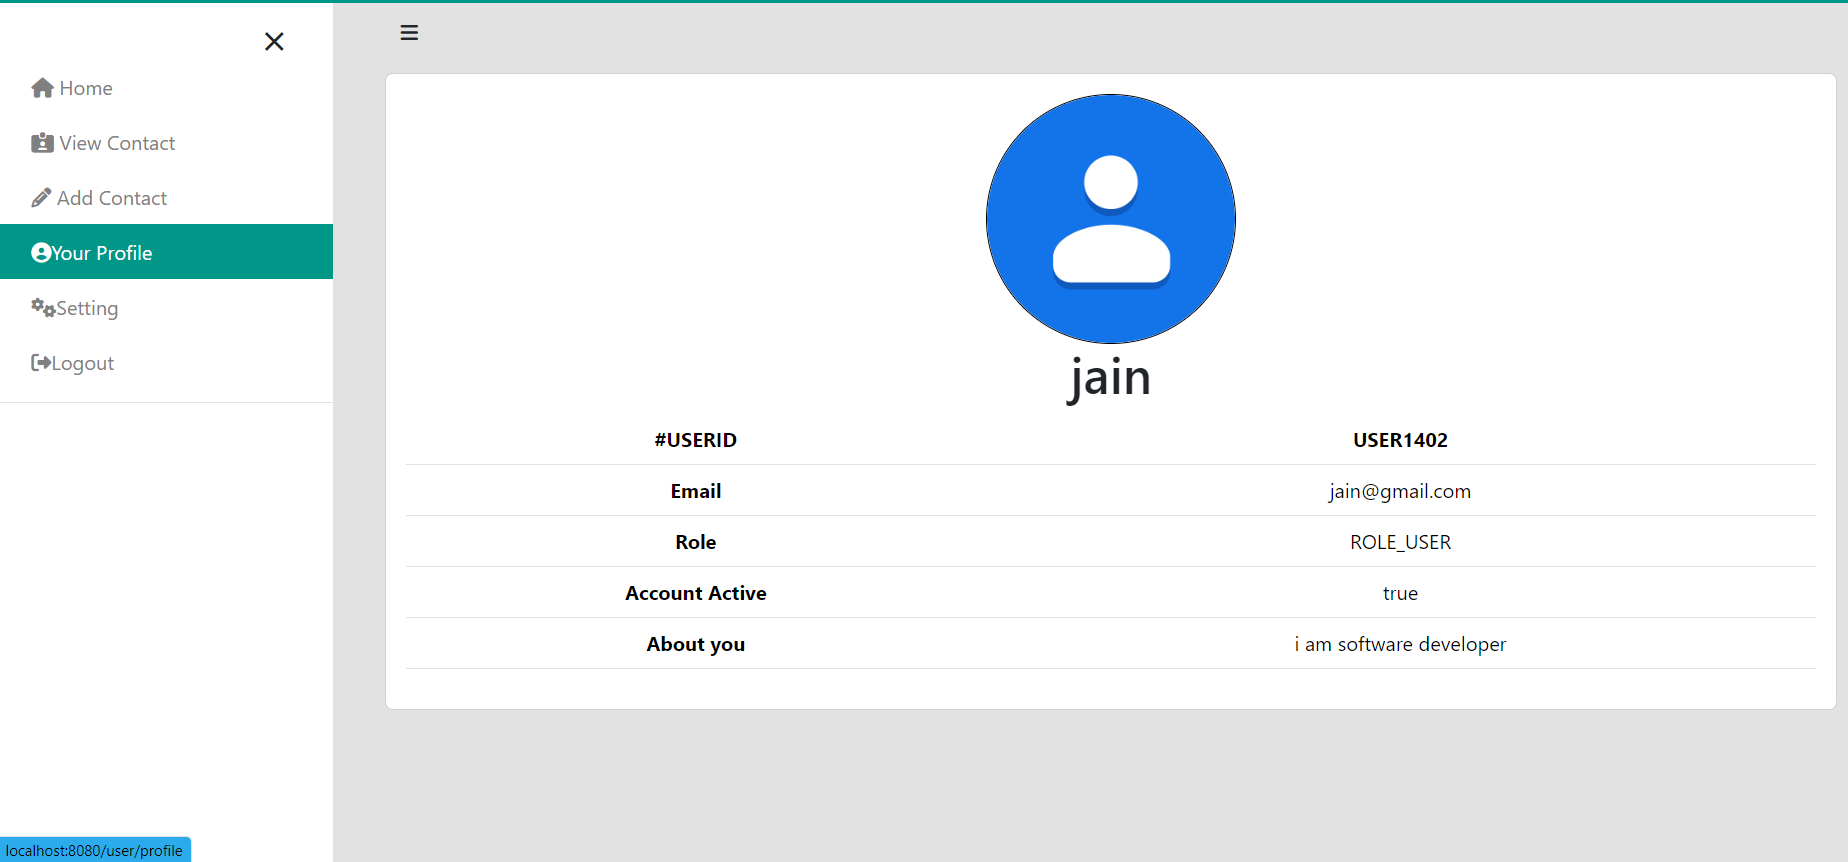 Home
View Contact
Add Contact
Your Profile
Setting
Logout
jain
#USERID USER1402
Email jain@gmail.com
Role ROLE_USER
Account Active true
About you i am software developer
localhost:8080/user/profile